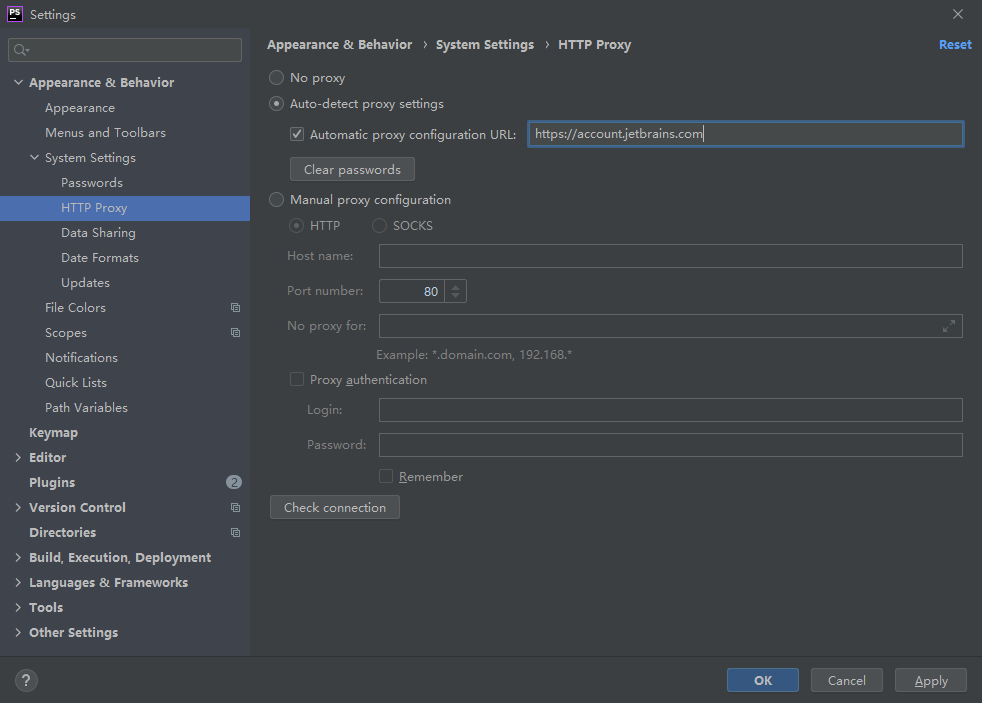 PS Settings
Appearance & Behavior › System Settings › HTTP Proxy Reset
Appearance & Behavior
Appearance
Menus and Toolbars
System Settings
Passwords
HTTP Proxy
Data Sharing
Date Formats
Updates
File Colors
Scopes
Notifications
Quick Lists
Path Variables
Keymap
Editor
Plugins 2
Version Control
Directories
Build, Execution, Deployment
Languages & Frameworks
Tools
Other Settings
No proxy
Auto-detect proxy settings
Automatic proxy configuration URL: https://account.jetbrains.com
Clear passwords
Manual proxy configuration
HTTP SOCKS
Host name:
Port number: 80
No proxy for:
Example: *.domain.com, 192.168.*
Proxy authentication
Login:
Password:
Remember
Check connection
? OK Cancel Apply